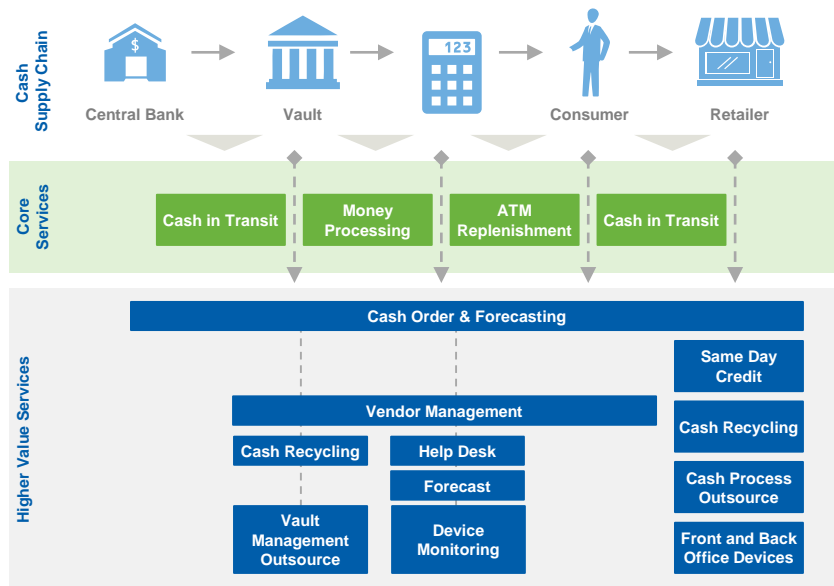 Cash
Supply Chain
$
123
Central Bank
Vault
Consumer
Retailer
Core
Services
Cash in Transit
Money
Processing
ATM
Replenishment
Cash in Transit
Higher Value Services
Cash Order & Forecasting
Same Day
Credit
Vendor Management
Cash Recycling
Cash Recycling
Help Desk
Forecast
Cash Process
Outsource
Vault
Management
Outsource
Device
Monitoring
Front and Back
Office Devices